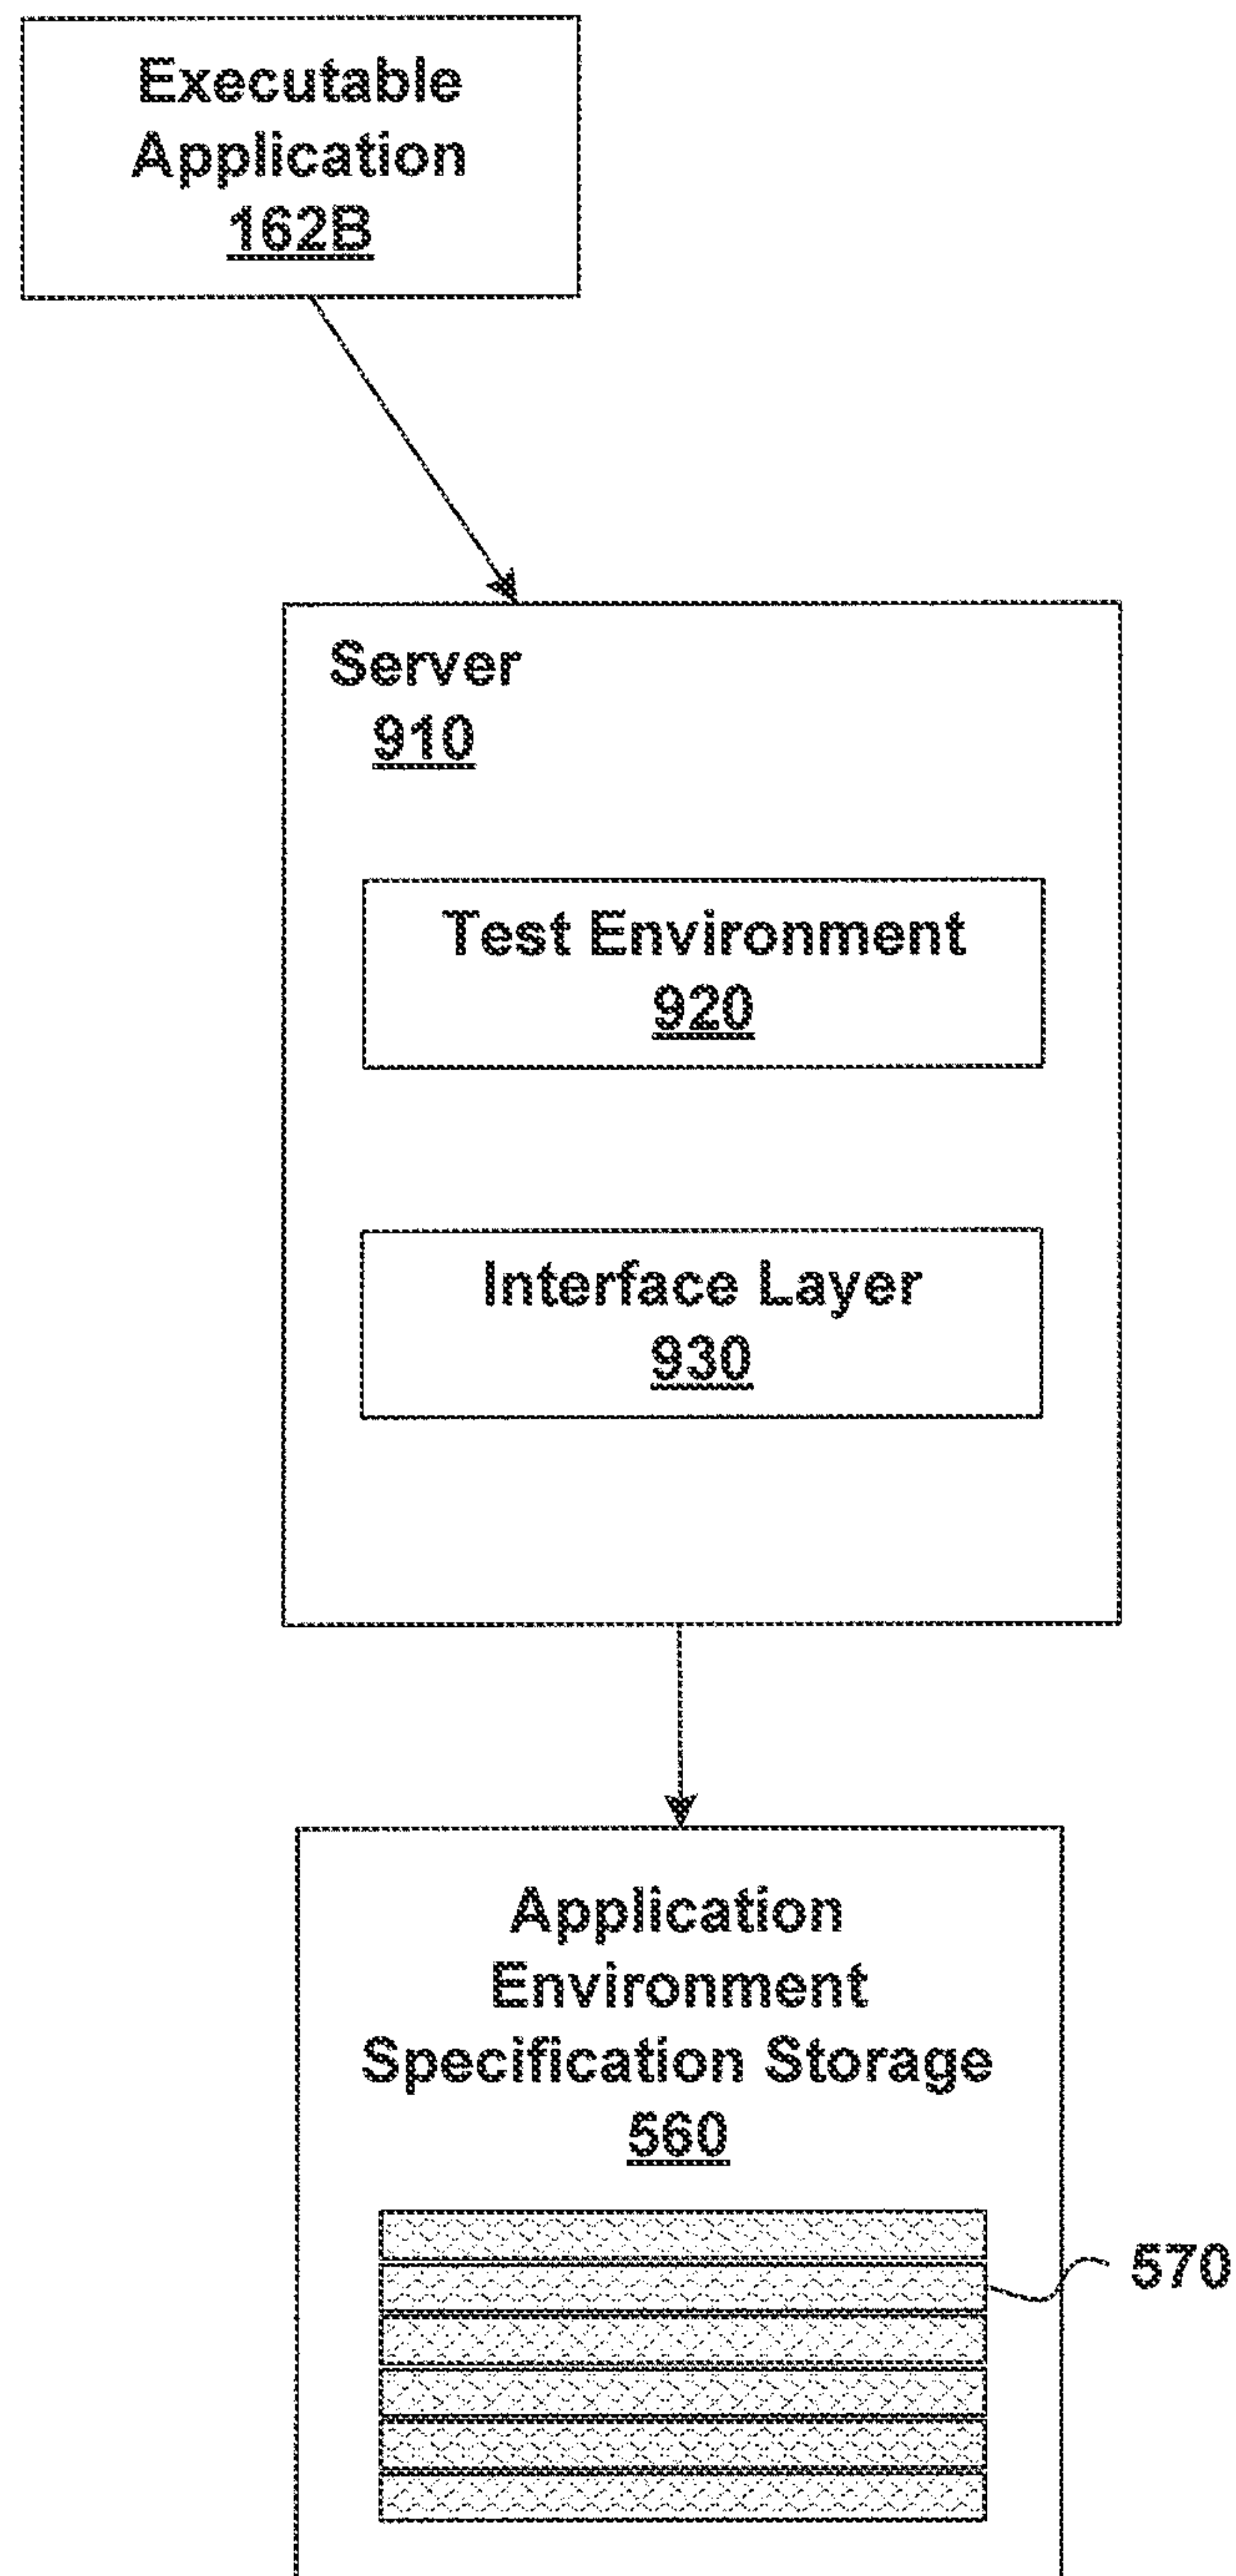 Executable
Application
162B
Server
910
Test Environment
920
Interface Layer
930
Application
Environment
Specification Storage
560
570